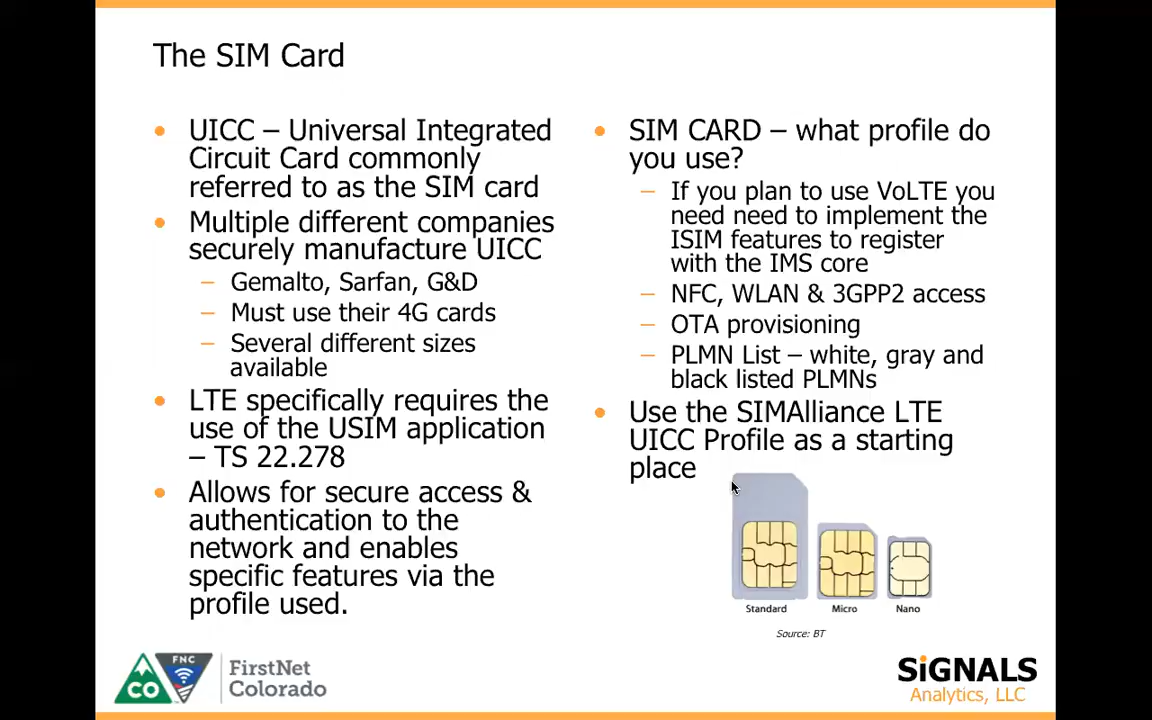 The SIM Card
UICC – Universal Integrated
Circuit Card commonly
referred to as the SIM card
Multiple different companies
securely manufacture UICC
– Gemalto, Sarfan, G&D
– Must use their 4G cards
– Several different sizes
available
LTE specifically requires the
use of the USIM application
– TS 22.278
Allows for secure access &
authentication to the
network and enables
specific features via the
profile used.
SIM CARD – what profile do
you use?
– If you plan to use VoLTE you
need need to implement the
ISIM features to register
with the IMS core
– NFC, WLAN & 3GPP2 access
– OTA provisioning
– PLMN List – white, gray and
black listed PLMNs
Use the SIMAlliance LTE
UICC Profile as a starting
place
Standard Micro Nano
Source: BT
CO
FNC
FirstNet
Colorado
SiGNALS
Analytics, LLC